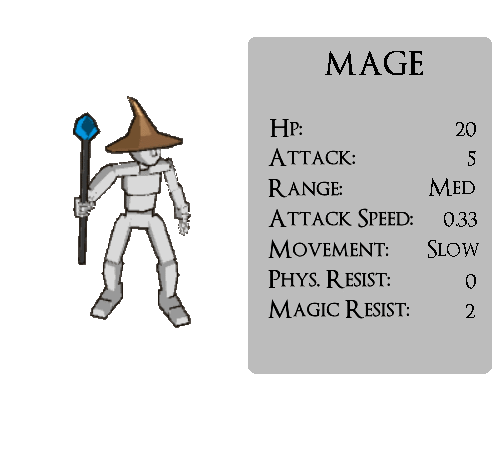 MAGE
HP: 20
ATTACK: 5
RANGE: MED
ATTACK SPEED: 0.33
MOVEMENT: SLOW
PHYS. RESIST: 0
MAGIC RESIST: 2